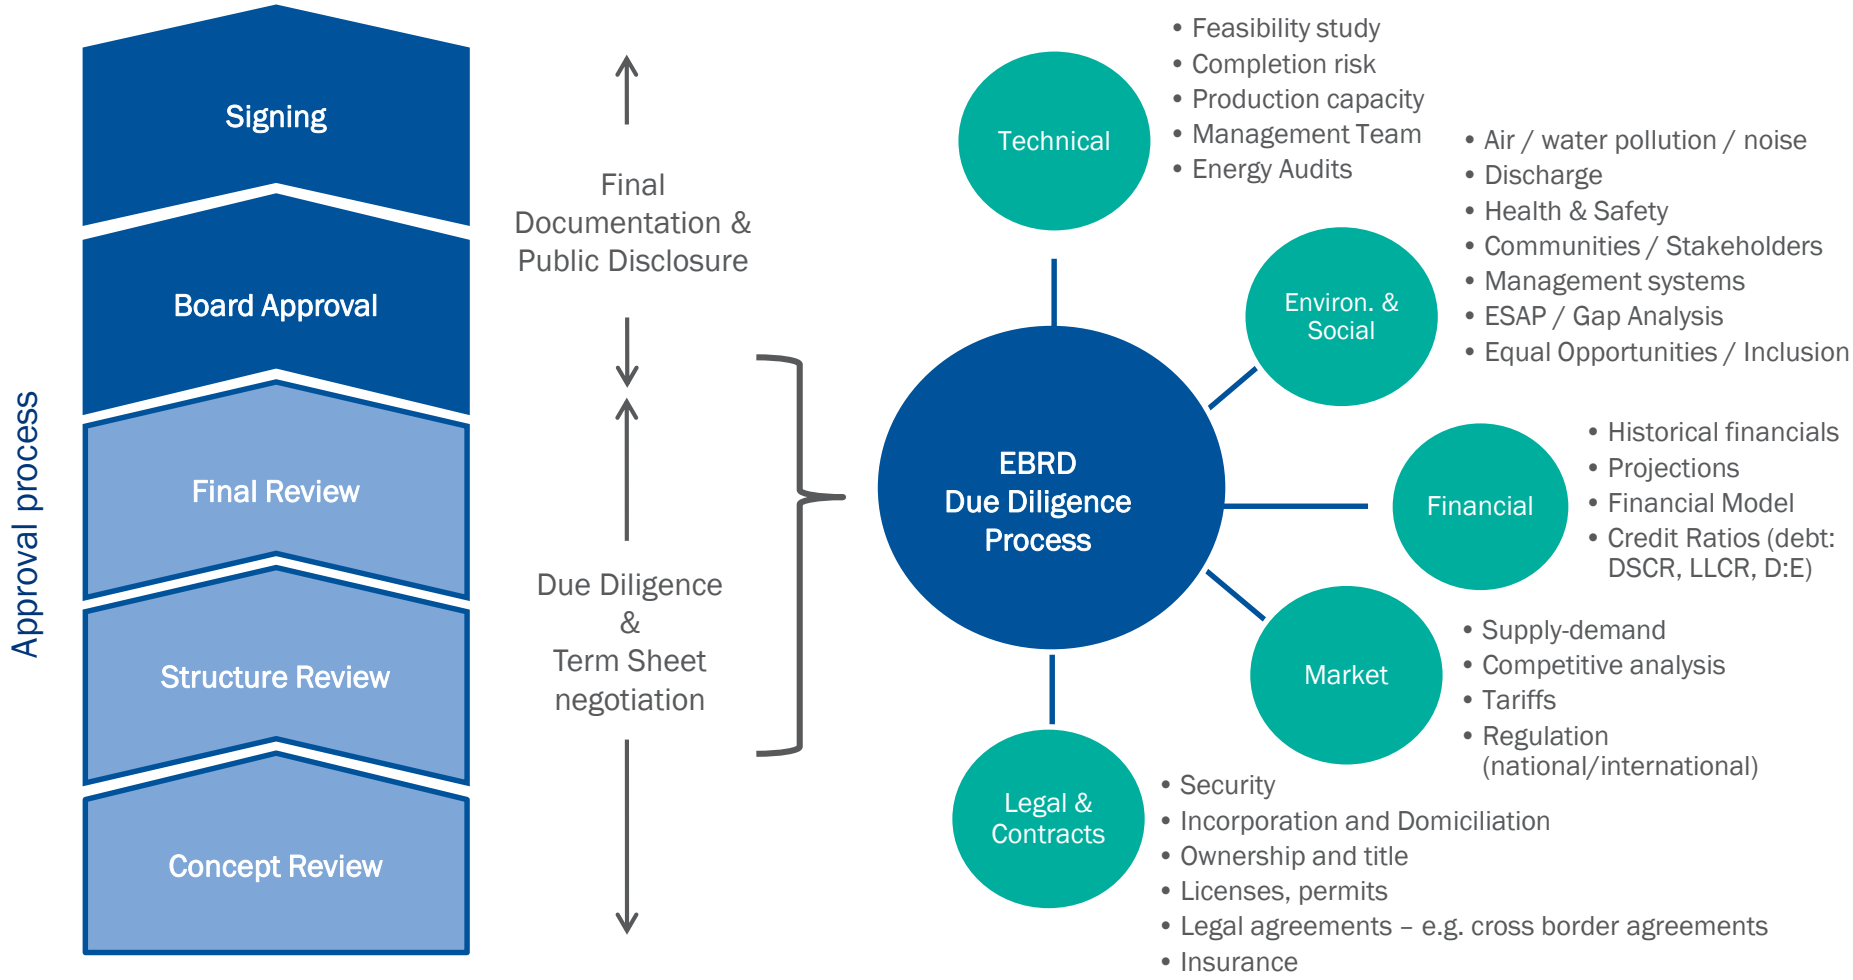 Approval process
Signing
Board Approval
Final Review
Structure Review
Concept Review
Final
Documentation &
Public Disclosure
Due Diligence
&
Term Sheet
negotiation
EBRD
Due Diligence
Process
Technical
• Feasibility study
• Completion risk
• Production capacity
• Management Team
• Energy Audits
Environ. &
Social
• Air / water pollution / noise
• Discharge
• Health & Safety
• Communities / Stakeholders
• Management systems
• ESAP / Gap Analysis
• Equal Opportunities / Inclusion
Financial
• Historical financials
• Projections
• Financial Model
• Credit Ratios (debt:
DSCR, LLCR, D:E)
Market
• Supply-demand
• Competitive analysis
• Tariffs
• Regulation
(national/international)
Legal &
Contracts
• Security
• Incorporation and Domiciliation
• Ownership and title
• Licenses, permits
• Legal agreements – e.g. cross border agreements
• Insurance